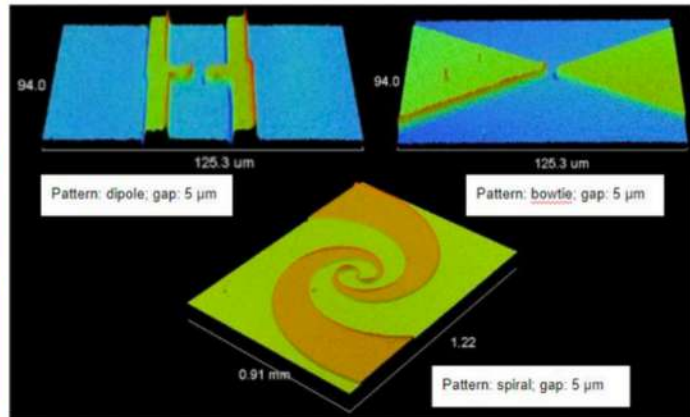 94.0
125.3 um
Pattern: dipole; gap: 5 µm
94.0
125.3 um
Pattern: bowtie; gap: 5 µm
0.91 mm
1.22
Pattern: spiral; gap: 5 µm